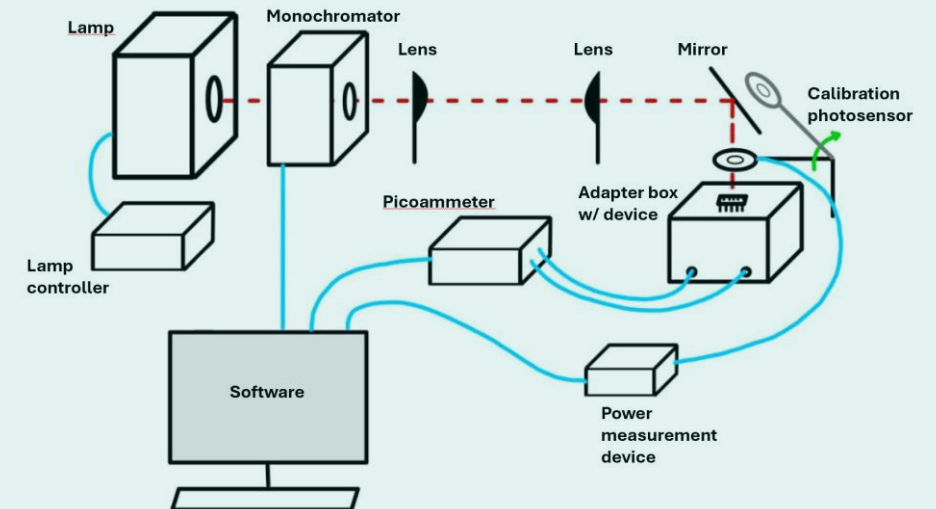 Lamp
Monochromator
Lens
Lens
Mirror
Calibration
photosensor
Picoammeter
Adapter box
w/ device
Lamp
controller
Software
Power
measurement
device